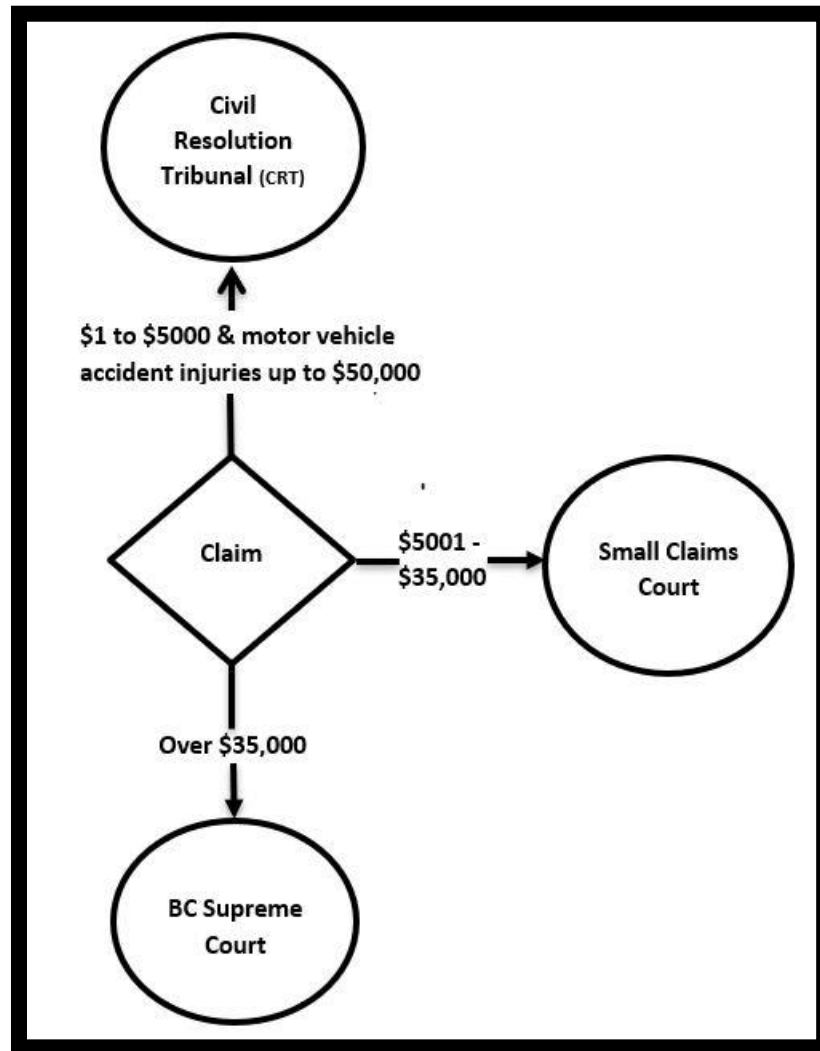 Civil
Resolution
Tribunal (CRT)
$1 to $5000 & motor vehicle
accident injuries up to $50,000
Claim
$5001 -
$35,000
Small Claims
Court
Over $35,000
BC Supreme
Court